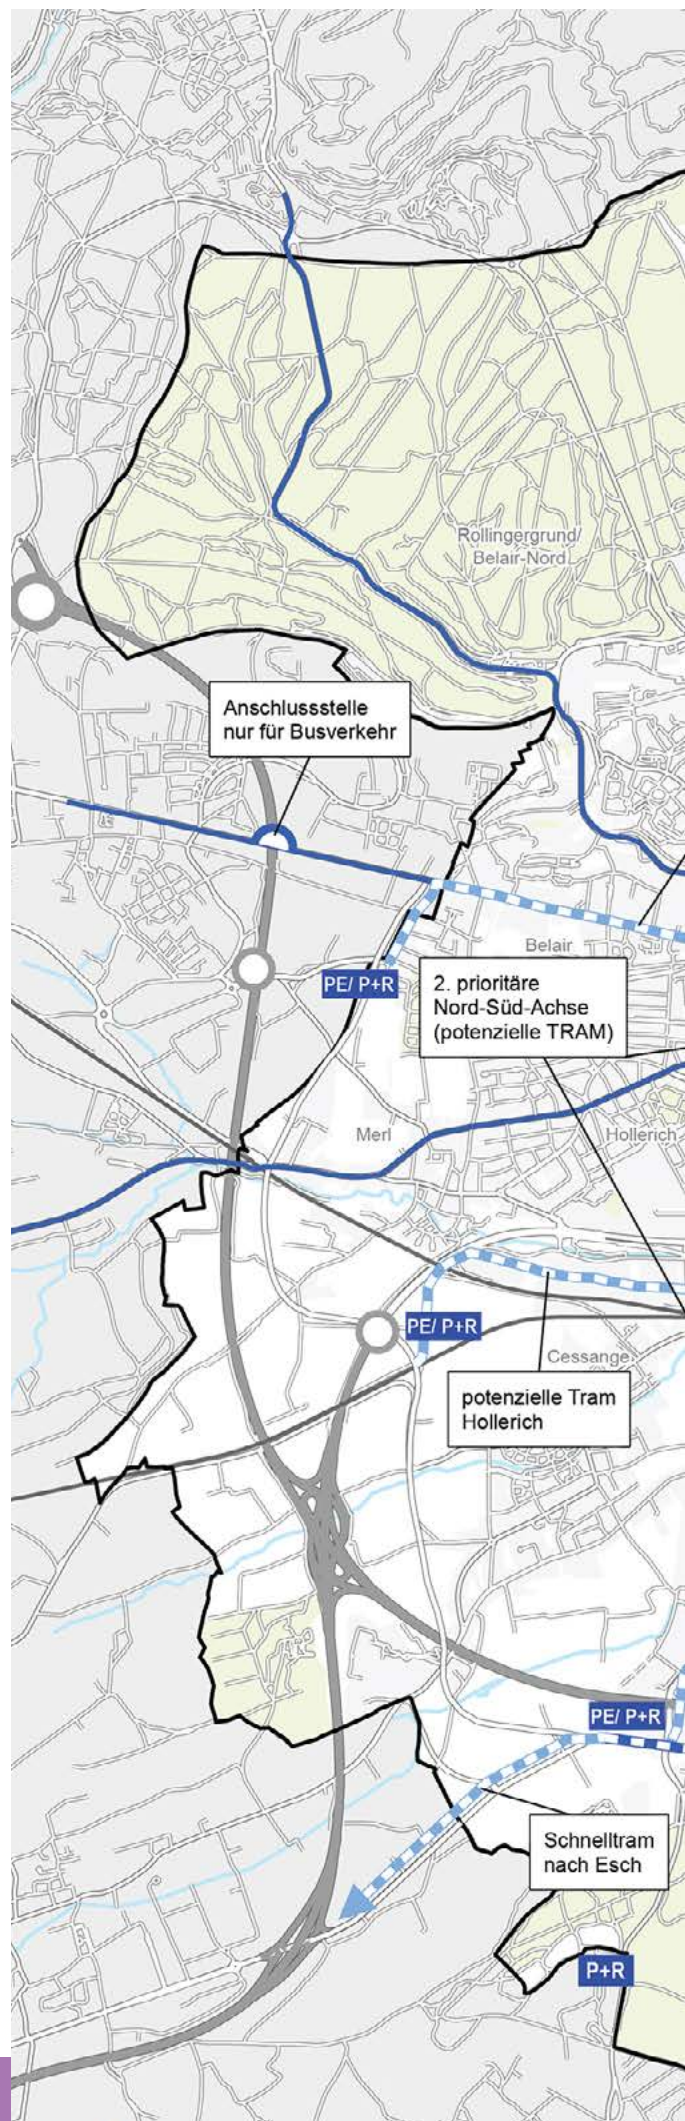 Rollingergrund/
Belair-Nord
Anschlussstelle
nur für Busverkehr
Belair
PE/ P+R
2. prioritäre
Nord-Süd-Achse
(potenzielle TRAM)
Merl
Hollerich
PE/ P+R
Cessange
potenzielle Tram
Hollerich
PE/ P+R
Schnelltram
nach Esch
P+R